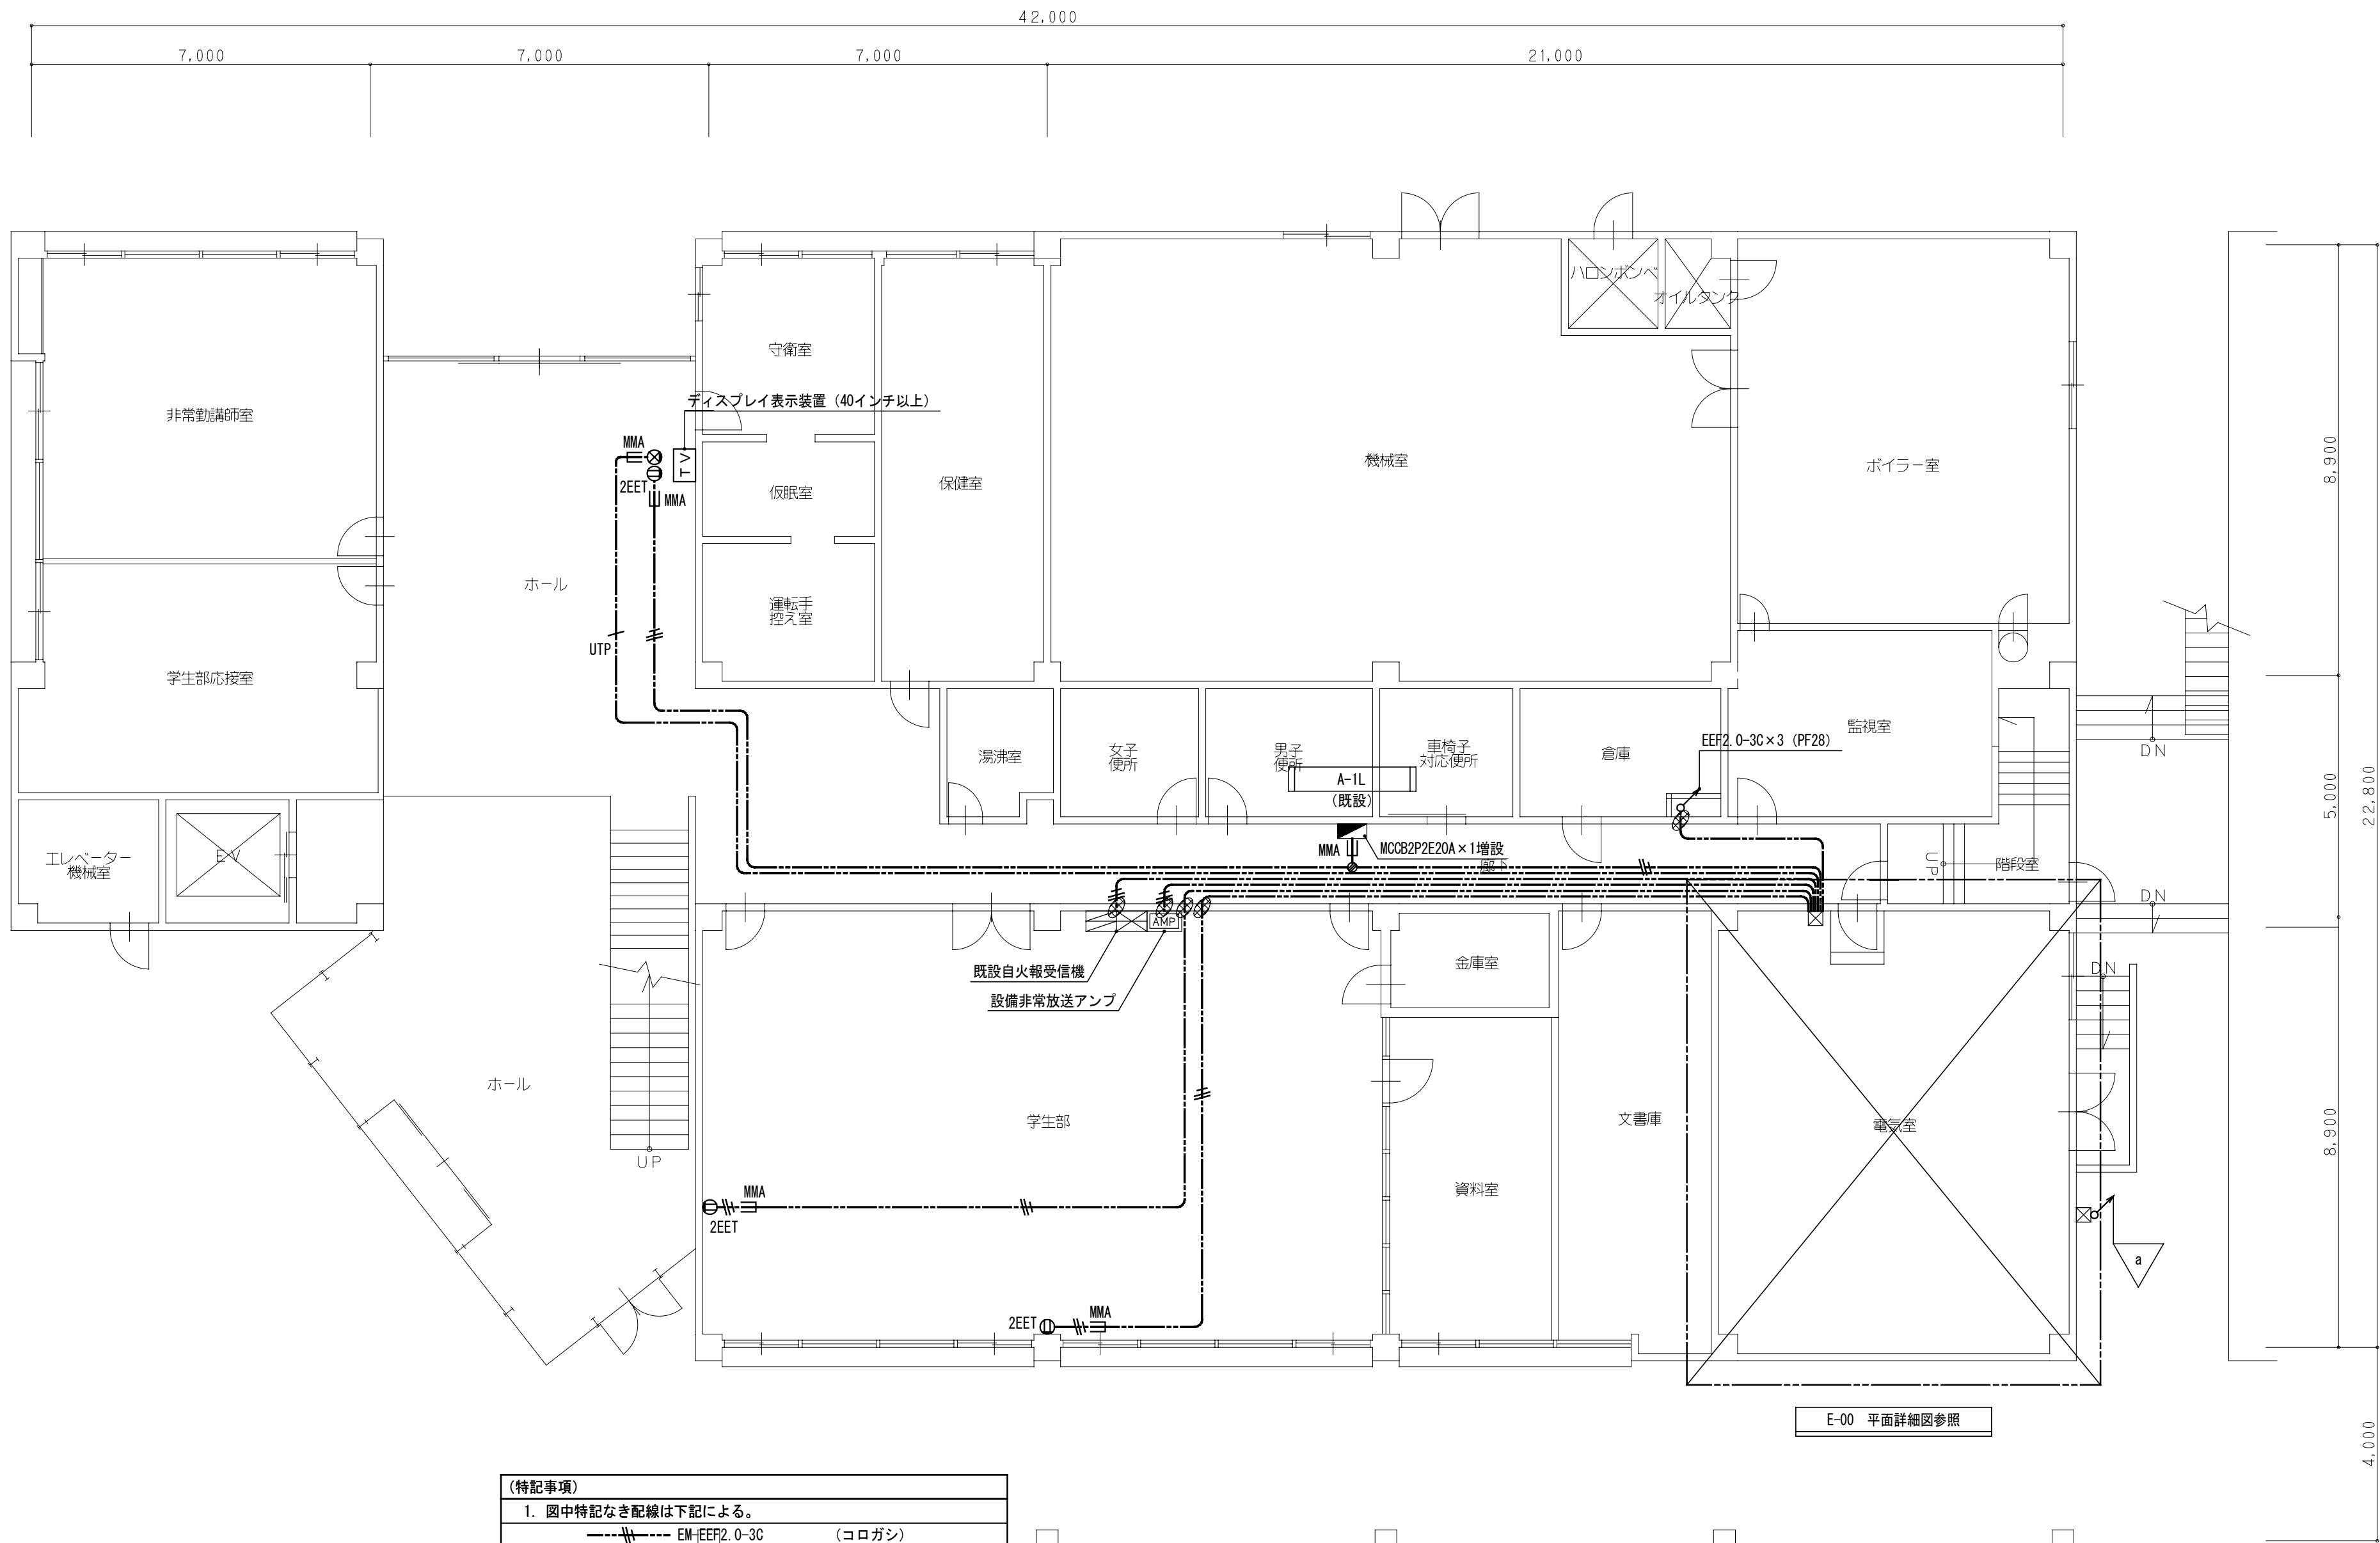 42,000
7,000
7,000
7,000
21,000
ハロンボンベ
オイルタンク
守衛室
ディスプレイ表示装置（40インチ以上）
非常勤講師室
MMA
TV
2EET
MMA
仮眠室
保健室
機械室
ボイラー室
8,900
ホール
運転手
控え室
UTP
学生部応接室
湯沸室
女子
便所
男子
便所
車椅子
対応便所
倉庫
監視室
EEF2.0-3C×3（PF28）
DN
A-1L
（既設）
5,000
22,800
エレベーター
機械室
EV
MMA
MCCB2P2E20A×1増設
廊下
UP
階段室
DN
AMP
既設自火報受信機
設備非常放送アンプ
金庫室
DN
ホール
学生部
文書庫
電気室
8,900
UP
資料室
MMA
2EET
a
2EET
MMA
E-00　平面詳細図参照
4,000
（特記事項）
1. 図中特記なき配線は下記による。
EM-EEF2.0-3C　（コロガシ）